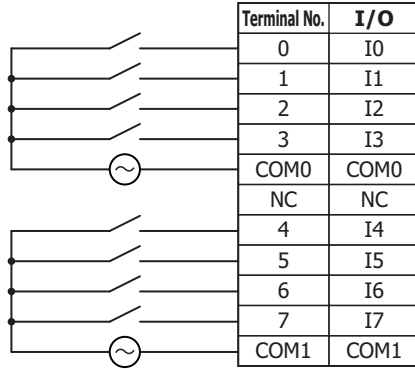 Terminal No. I/O
0 I0
1 I1
2 I2
3 I3
COM0 COM0
NC NC
4 I4
5 I5
6 I6
7 I7
COM1 COM1